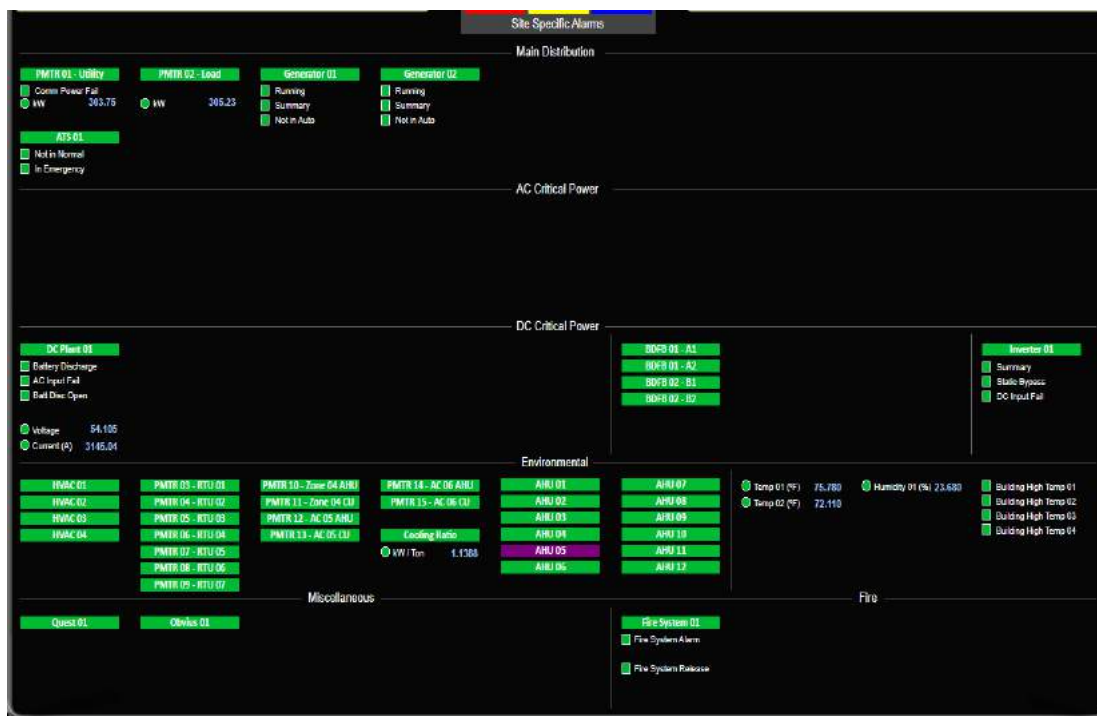 Site Specific Alarms
Main Distribution
PMTR 01 - Utility
Comm Power Fail
kW 303.75
PMTR 02 - Load
kW 305.23
Generator 01
Running
Summary
Not in Auto
Generator 02
Running
Summary
Not in Auto
ATS 01
Not in Normal
In Emergency
AC Critical Power
DC Critical Power
DC Plant 01
Battery Discharge
AC Input Fail
Batt Disc Open
Voltage 54.105
Current (A) 3145.04
BDFB 01 - A1
BDFB 01 - A2
BDFB 02 - B1
BDFB 02 - B2
Inverter 01
Summary
Static Bypass
DC Input Fail
Environmental
HVAC 01
HVAC 02
HVAC 03
HVAC 04
PMTR 03 - RTU 01
PMTR 04 - RTU 02
PMTR 05 - RTU 03
PMTR 06 - RTU 04
PMTR 07 - RTU 05
PMTR 08 - RTU 06
PMTR 09 - RTU 07
PMTR 10 - Zone 04 AHU
PMTR 11 - Zone 04 CU
PMTR 12 - AC 05 AHU
PMTR 13 - AC 05 CU
PMTR 14 - AC 06 AHU
PMTR 15 - AC 06 CU
Cooling Ratio
kW / Ton 1.1388
AHU 01
AHU 02
AHU 03
AHU 04
AHU 05
AHU 06
AHU 07
AHU 08
AHU 09
AHU 10
AHU 11
AHU 12
Temp 01 (°F) 75.780
Temp 02 (°F) 72.110
Humidity 01 (%) 23.680
Building High Temp 01
Building High Temp 02
Building High Temp 03
Building High Temp 04
Miscellaneous
Quest 01
Obvius 01
Fire
Fire System 01
Fire System Alarm
Fire System Release